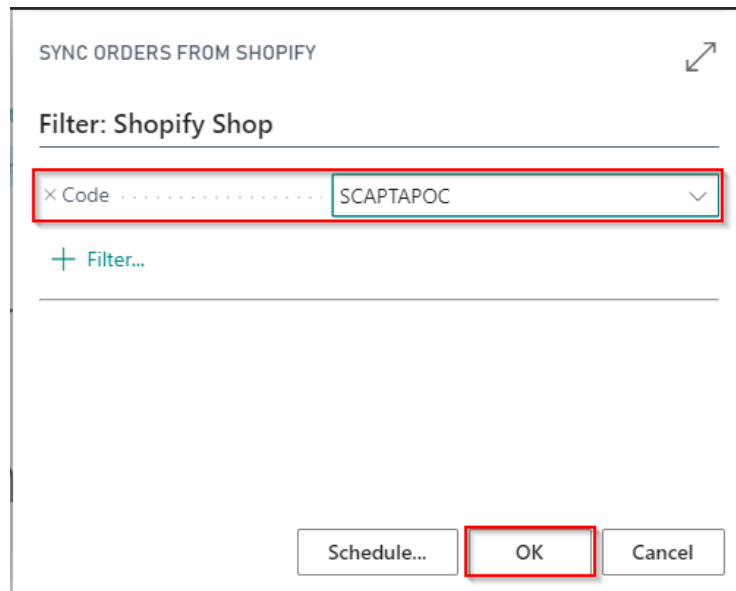 SYNC ORDERS FROM SHOPIFY
Filter: Shopify Shop
× Code SCAPTAPOC
+ Filter...
Schedule... OK Cancel